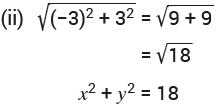 (ii) √((−3)² + 3²) = √(9 + 9)
= √18
x² + y² = 18